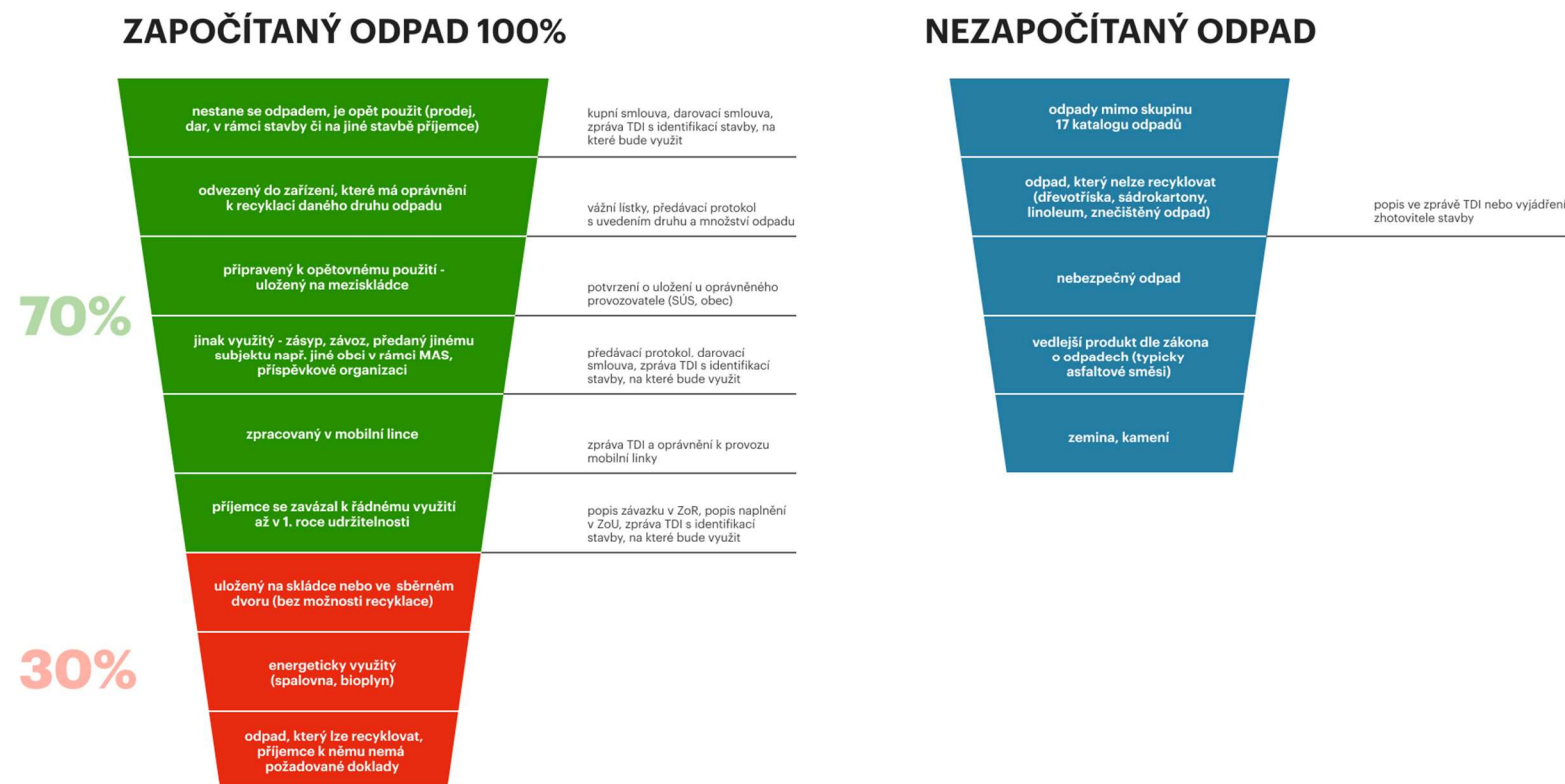 ZAPOČÍTANÝ ODPAD 100%
nestane se odpadem, je opět použit (prodej,
dar, v rámci stavby či na jiné stavbě příjemce)
kupní smlouva, darovací smlouva,
zpráva TDI s identifikací stavby, na
které bude využit
odvezený do zařízení, které má oprávnění
k recyklaci daného druhu odpadu
vážní lístky, předávací protokol
s uvedením druhu a množství odpadu
70%
připravený k opětovnému použití -
uložený na meziskládce
potvrzení o uložení u oprávněného
provozovatele (SÚS, obec)
jinak využitý - zásyp, závoz, předaný jinému
subjektu např. jiné obci v rámci MAS,
příspěvkové organizaci
předávací protokol, darovací
smlouva, zpráva TDI s identifikací
stavby, na které bude využit
zpracovaný v mobilní lince
zpráva TDI a oprávnění k provozu
mobilní linky
příjemce se zavázal k řádnému využití
až v 1. roce udržitelnosti
popis závazku v ZoR, popis naplnění
v ZoU, zpráva TDI s identifikací
stavby, na které bude využit
30%
uložený na skládce nebo ve sběrném
dvoru (bez možnosti recyklace)
energeticky využitý
(spalovna, bioplyn)
odpad, který lze recyklovat,
příjemce k němu nemá
požadované doklady
NEZAPOČÍTANÝ ODPAD
odpady mimo skupinu
17 katalogu odpadů
odpad, který nelze recyklovat
(dřevotříska, sádrokartony,
linoleum, znečištěný odpad)
popis ve zprávě TDI nebo vyjádření
zhotovitele stavby
nebezpečný odpad
vedlejší produkt dle zákona
o odpadech (typicky
asfaltové směsi)
zemina, kamení